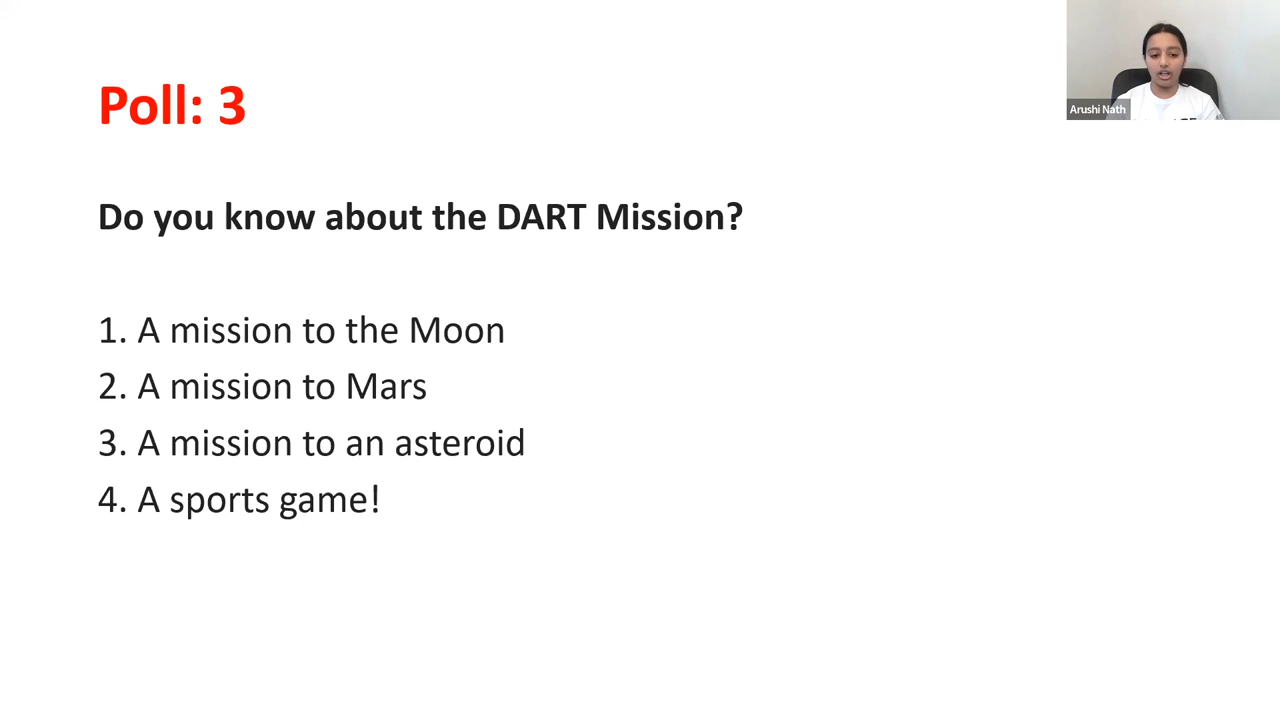 Poll: 3
Arushi Nath
Do you know about the DART Mission?
1. A mission to the Moon
2. A mission to Mars
3. A mission to an asteroid
4. A sports game!